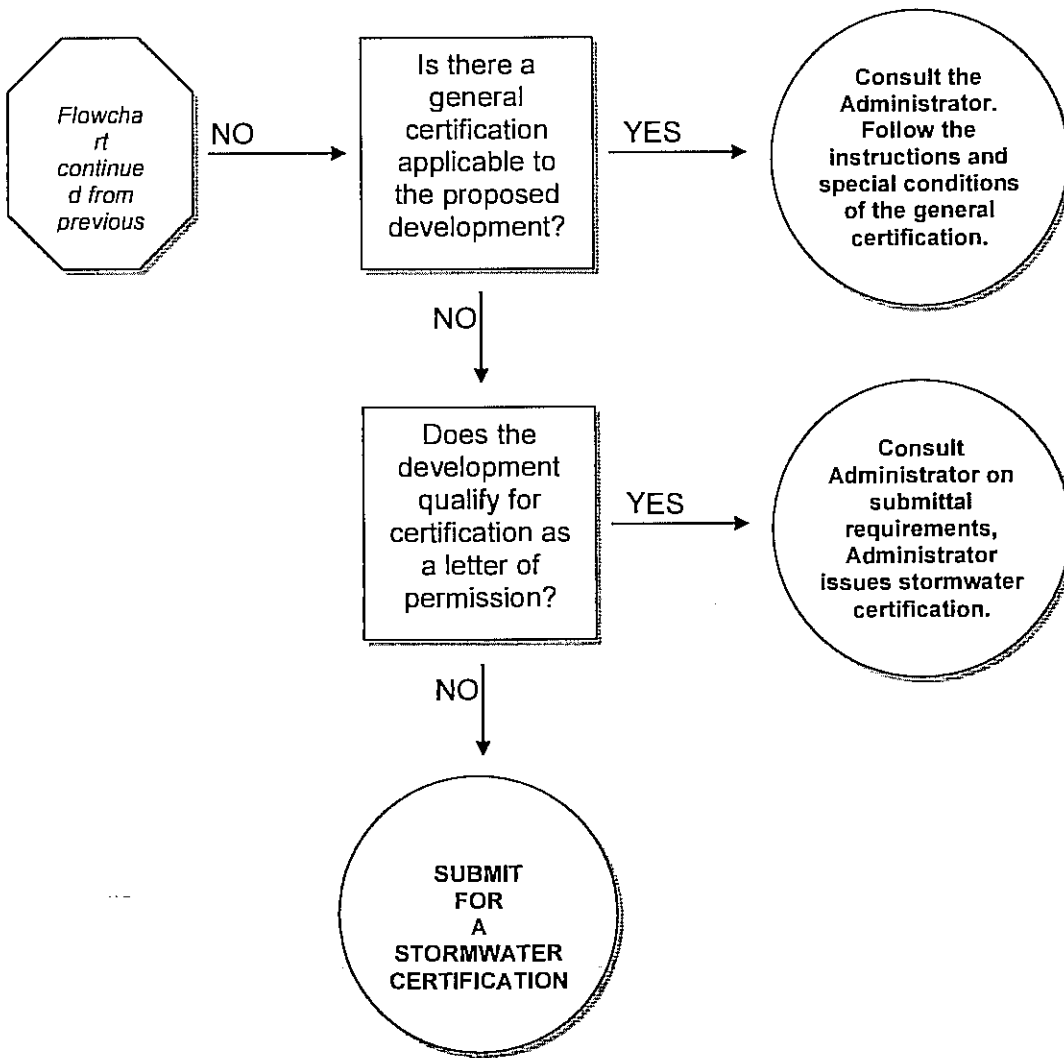 Flowcha
rt
continue
d from
previous
NO
Is there a
general
certification
applicable to
the proposed
development?
YES
Consult the
Administrator.
Follow the
instructions and
special conditions
of the general
certification.
NO
Does the
development
qualify for
certification as
a letter of
permission?
YES
Consult
Administrator on
submittal
requirements,
Administrator
issues stormwater
certification.
NO
SUBMIT
FOR
A
STORMWATER
CERTIFICATION